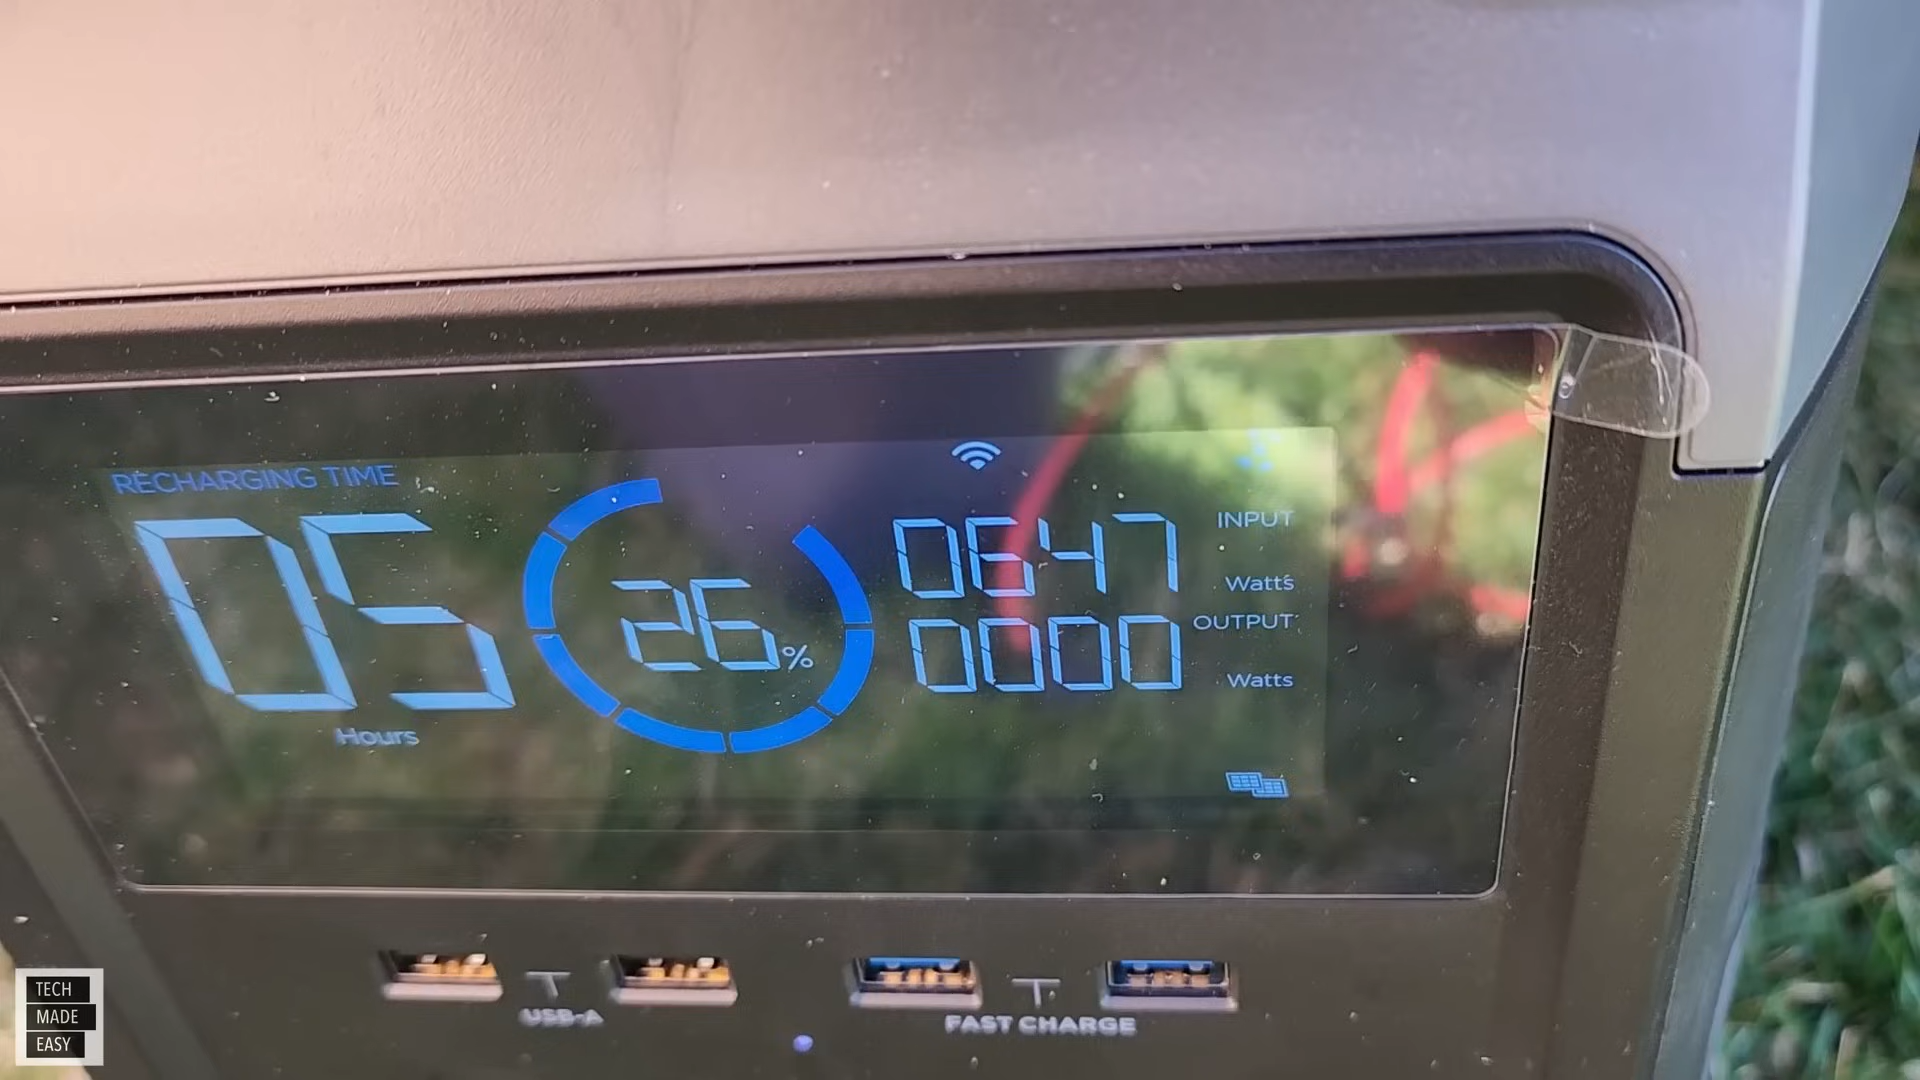 RECHARGING TIME
05
Hours
26%
0647
INPUT
Watts
0000
OUTPUT
Watts
USB-A
FAST CHARGE
TECH
MADE
EASY